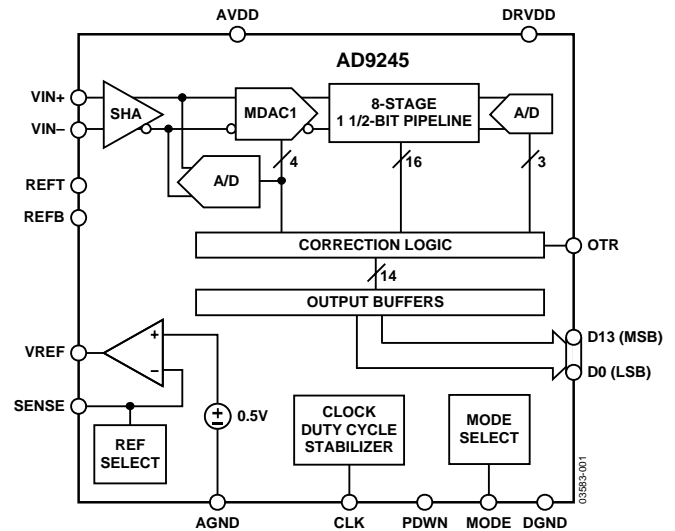 AVDD
DRVDD
AD9245
VIN+
VIN–
SHA
MDAC1
8-STAGE
1 1/2-BIT PIPELINE
A/D
A/D
4
16
3
REFT
REFB
CORRECTION LOGIC
OTR
14
OUTPUT BUFFERS
D13 (MSB)
D0 (LSB)
VREF
+
–
SENSE
REF
SELECT
+
–
0.5V
CLOCK
DUTY CYCLE
STABILIZER
MODE
SELECT
AGND
CLK
PDWN
MODE
DGND
03583-001